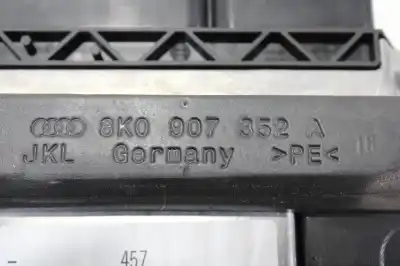 8K0 907 352 A
JKL Germany >PE<
457